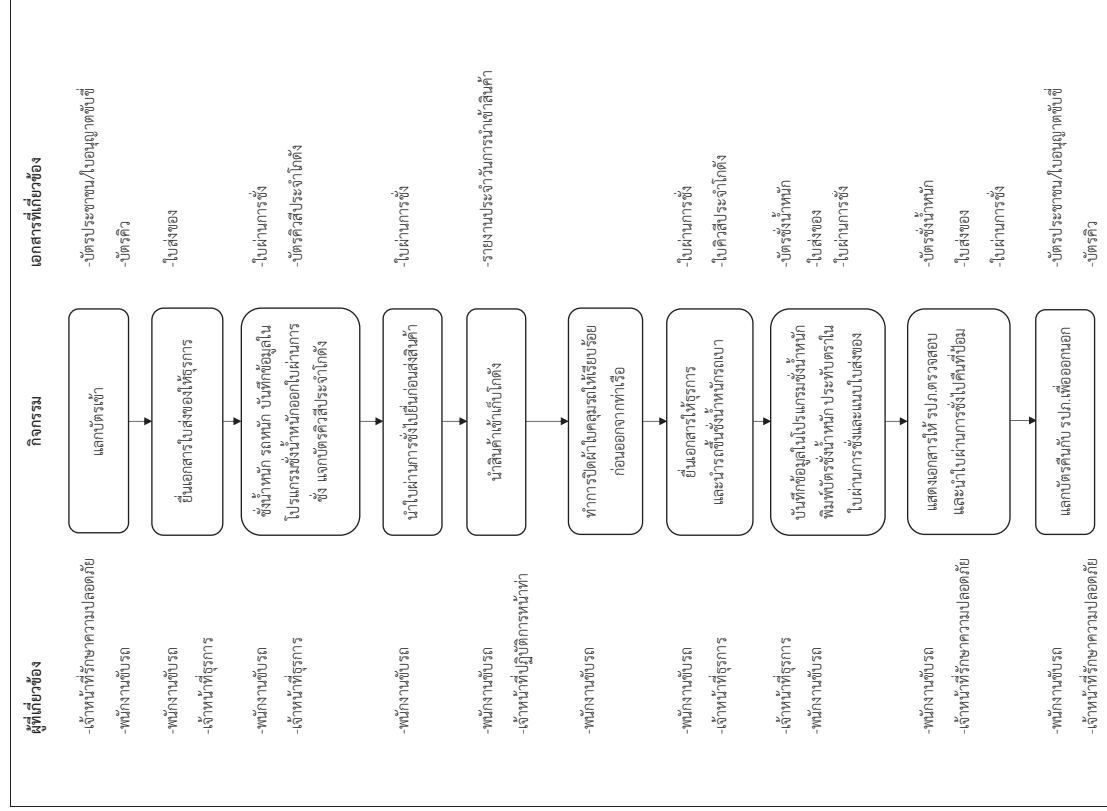 ผู้ที่เกี่ยวข้อง
กิจกรรม
เอกสารที่เกี่ยวข้อง
-เจ้าหน้าที่รักษาความปลอดภัย
-พนักงานขับรถ
แลกบัตรเข้า
-บัตรประชาชน/ใบอนุญาตขับขี่
-บัตรคิว
-พนักงานขับรถ
-เจ้าหน้าที่ธุรการ
ยื่นเอกสารใบส่งของให้ธุรการ
-ใบส่งของ
-พนักงานขับรถ
-เจ้าหน้าที่ธุรการ
ชั่งน้ำหนัก รถหนัก บันทึกข้อมูลใน
โปรแกรมชั่งน้ำหนักออกใบผ่านการ
ชั่ง แจกบัตรคิวสีประจำโกดัง
-ใบผ่านการชั่ง
-บัตรคิวสีประจำโกดัง
-พนักงานขับรถ
นำใบผ่านการชั่งไปยื่นก่อนส่งสินค้า
-ใบผ่านการชั่ง
-พนักงานขับรถ
-เจ้าหน้าที่ปฏิบัติการหน้าท่า
นำสินค้าเข้าเก็บโกดัง
-รายงานประจำวันการนำเข้าสินค้า
-พนักงานขับรถ
ทำการปิดผ้าใบคลุมรถให้เรียบร้อย
ก่อนออกจากท่าเรือ
-พนักงานขับรถ
-เจ้าหน้าที่ธุรการ
ยื่นเอกสารให้ธุรการ
และนำรถขึ้นชั่งน้ำหนักรถเบา
-ใบผ่านการชั่ง
-ใบคิวสีประจำโกดัง
-เจ้าหน้าที่ธุรการ
-พนักงานขับรถ
บันทึกข้อมูลในโปรแกรมชั่งน้ำหนัก
พิมพ์บัตรชั่งน้ำหนัก ประทับตราใน
ใบผ่านการชั่งและแนบใบส่งของ
-บัตรชั่งน้ำหนัก
-ใบส่งของ
-ใบผ่านการชั่ง
-พนักงานขับรถ
-เจ้าหน้าที่รักษาความปลอดภัย
แสดงเอกสารให้ รปภ.ตรวจสอบ
และนำใบผ่านการชั่งไปคืนที่ป้อม
-บัตรชั่งน้ำหนัก
-ใบส่งของ
-ใบผ่านการชั่ง
-พนักงานขับรถ
-เจ้าหน้าที่รักษาความปลอดภัย
แลกบัตรคืนกับ รปภ.เพื่อออกนอก
-บัตรประชาชน/ใบอนุญาตขับขี่
-บัตรคิว